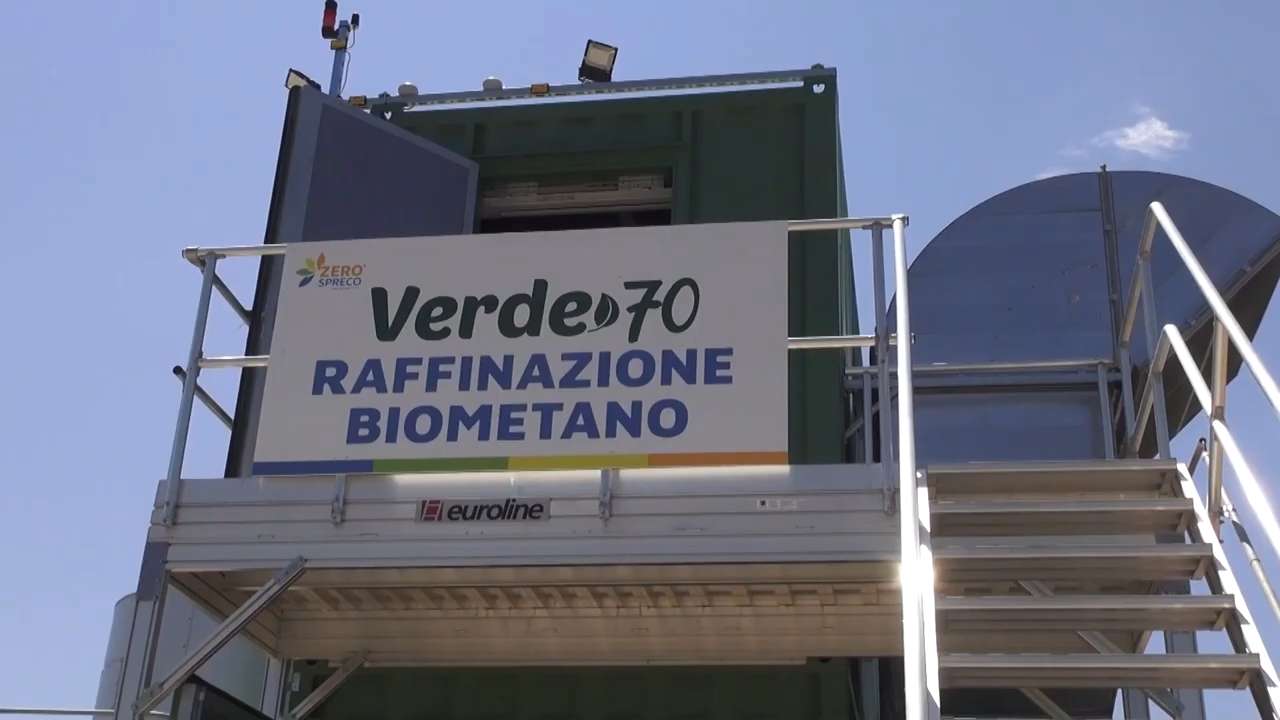 ZERO
SPRECO
Verde 70
RAFFINAZIONE
BIOMETANO
euroline